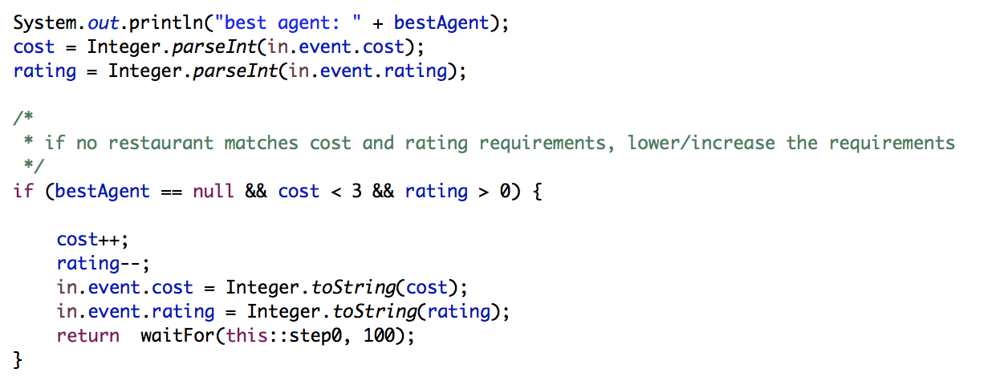 System.out.println("best agent: " + bestAgent);
cost = Integer.parseInt(in.event.cost);
rating = Integer.parseInt(in.event.rating);
/*
* if no restaurant matches cost and rating requirements, lower/increase the requirements
*/
if (bestAgent == null && cost < 3 && rating > 0) {
cost++;
rating--;
in.event.cost = Integer.toString(cost);
in.event.rating = Integer.toString(rating);
return  waitFor(this::step0, 100);
}